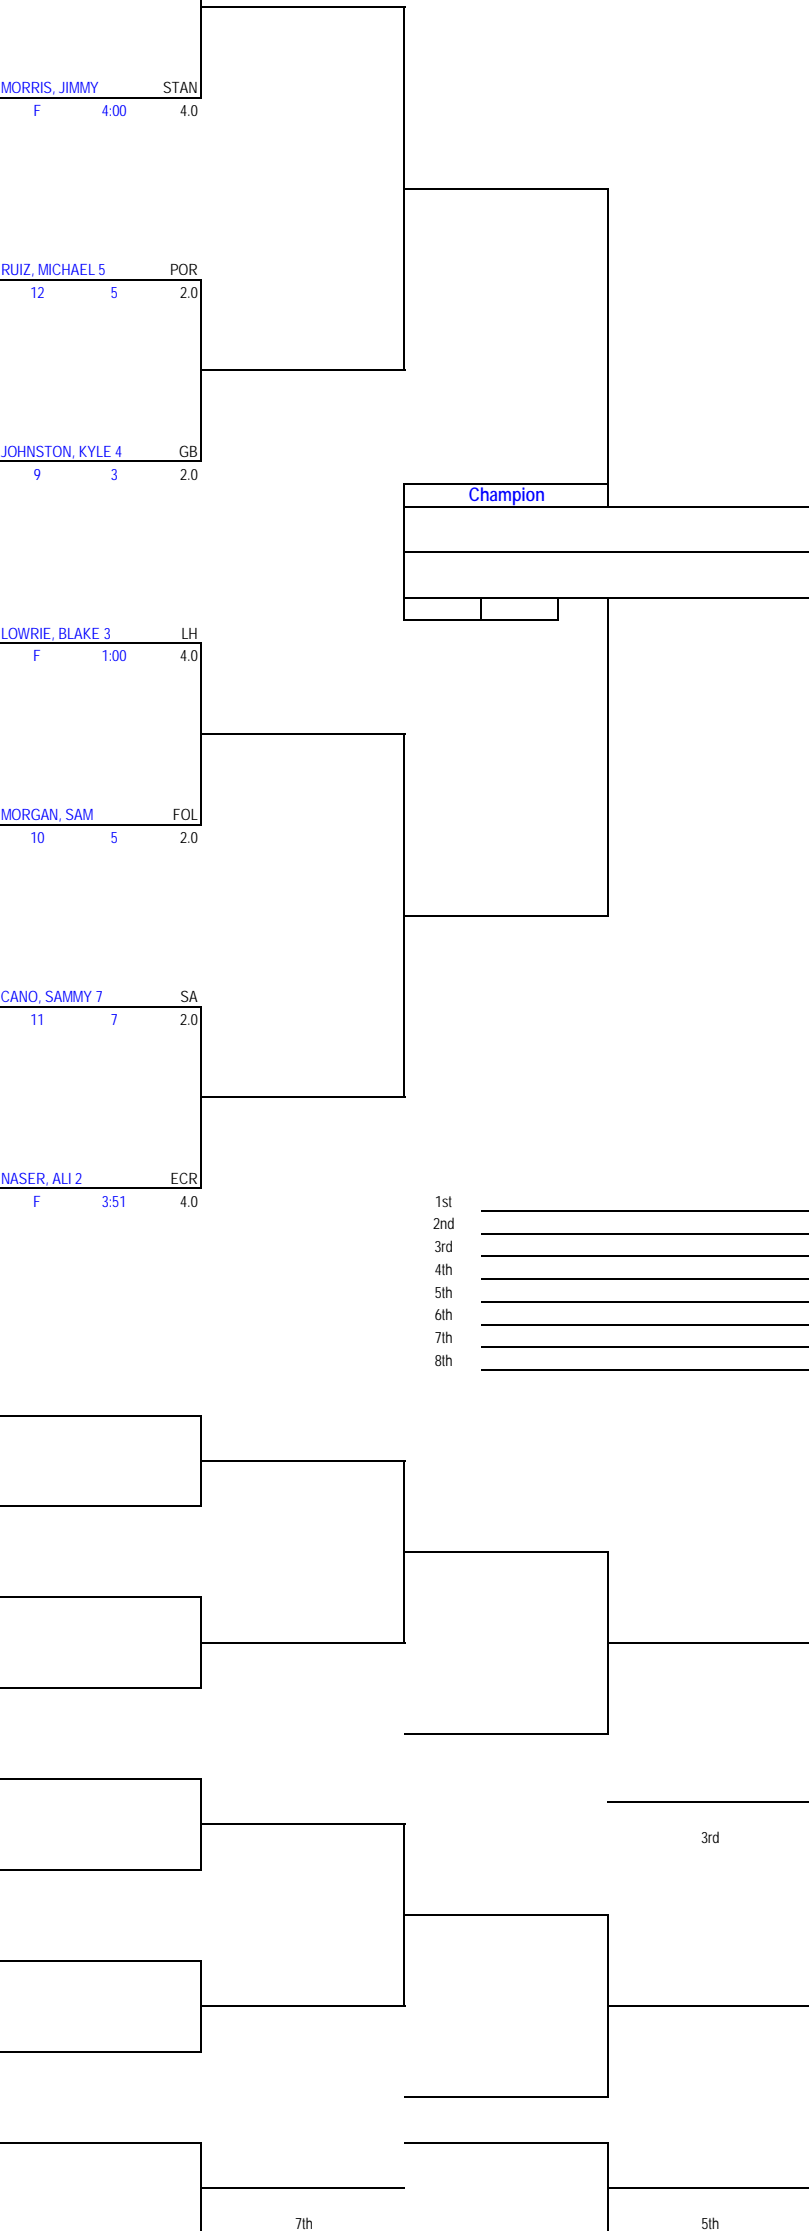 MORRIS, JIMMY STAN
F 4:00 4.0
RUIZ, MICHAEL 5 POR
12 5 2.0
JOHNSTON, KYLE 4 GB
9 3 2.0
Champion
LOWRIE, BLAKE 3 LH
F 1:00 4.0
MORGAN, SAM FOL
10 5 2.0
CANO, SAMMY 7 SA
11 7 2.0
NASER, ALI 2 ECR
F 3:51 4.0
1st
2nd
3rd
4th
5th
6th
7th
8th
3rd
7th 5th